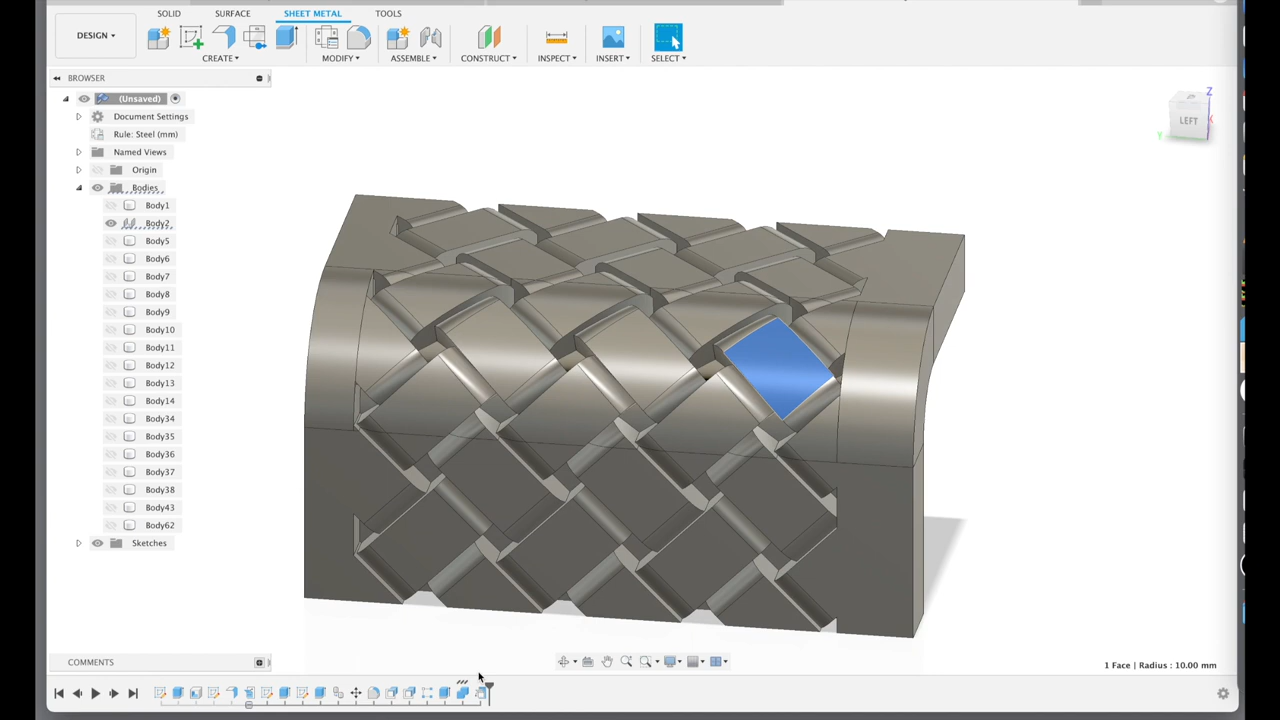 SOLID SURFACE SHEET METAL TOOLS
DESIGN
CREATE MODIFY ASSEMBLE CONSTRUCT INSPECT INSERT SELECT
BROWSER
(Unsaved)
Document Settings
Rule: Steel (mm)
Named Views
Origin
Bodies
Body1
Body2
Body5
Body6
Body7
Body8
Body9
Body10
Body11
Body12
Body13
Body14
Body34
Body35
Body36
Body37
Body38
Body43
Body62
Sketches
Z
LEFT
X
Y
COMMENTS
1 Face | Radius : 10.00 mm